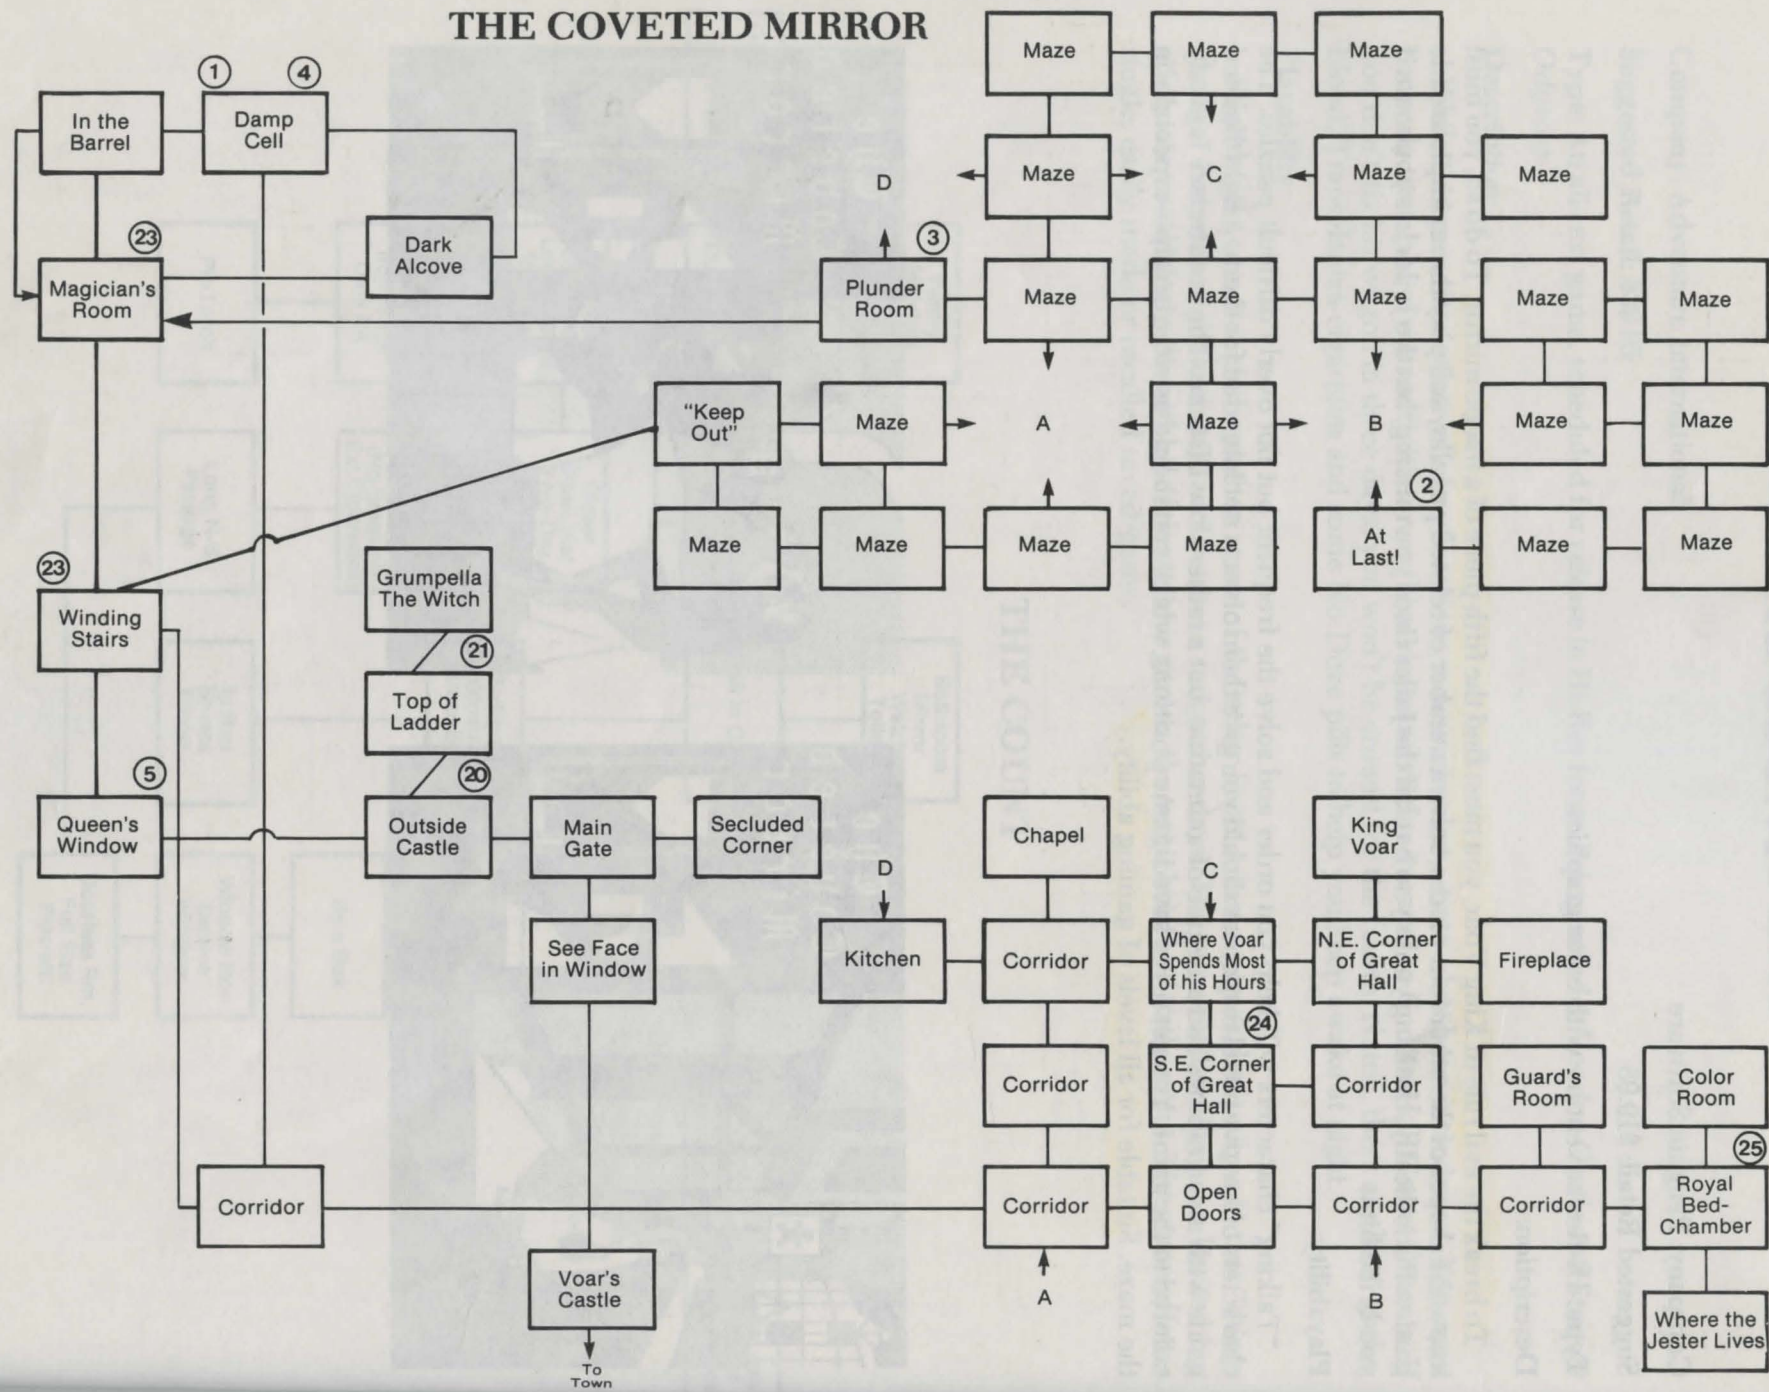 THE COVETED MIRROR
Maze
Maze
Maze
1
4
In the
Barrel
Damp
Cell
D
Maze
C
Maze
Maze
23
Dark
Alcove
3
Magician's
Room
Plunder
Room
Maze
Maze
Maze
Maze
Maze
"Keep
Out"
Maze
A
Maze
B
Maze
Maze
2
Maze
Maze
Maze
Maze
At
Last!
Maze
Maze
23
Grumpella
The Witch
Winding
Stairs
21
Top of
Ladder
5
20
Queen's
Window
Outside
Castle
Main
Gate
Secluded
Corner
Chapel
King
Voar
D
C
See Face
in Window
Kitchen
Corridor
Where Voar
Spends Most
of his Hours
N.E. Corner
of Great
Hall
Fireplace
24
Corridor
S.E. Corner
of Great
Hall
Corridor
Guard's
Room
Color
Room
25
Corridor
Corridor
Open
Doors
Corridor
Corridor
Royal
Bed-
Chamber
Voar's
Castle
A
B
Where the
Jester Lives
To
Town